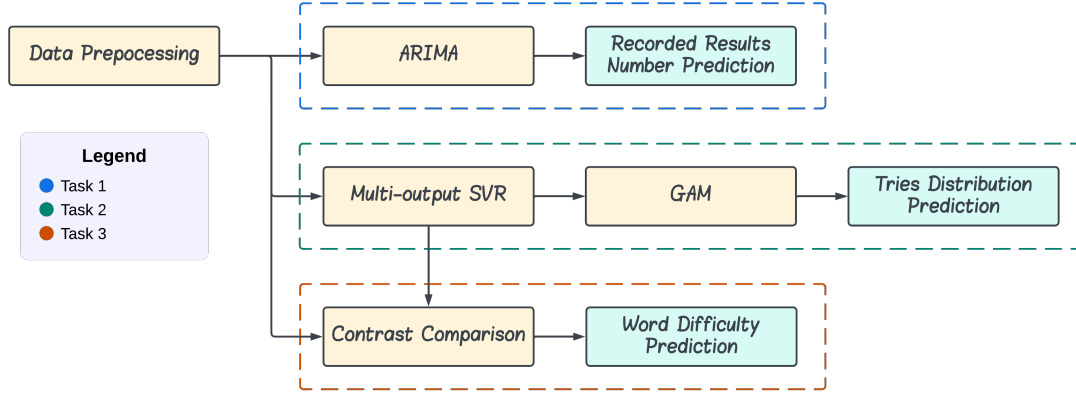 Data Prepocessing
ARIMA
Recorded Results
Number Prediction
Legend
Task 1
Task 2
Task 3
Multi-output SVR
GAM
Tries Distribution
Prediction
Contrast Comparison
Word Difficulty
Prediction